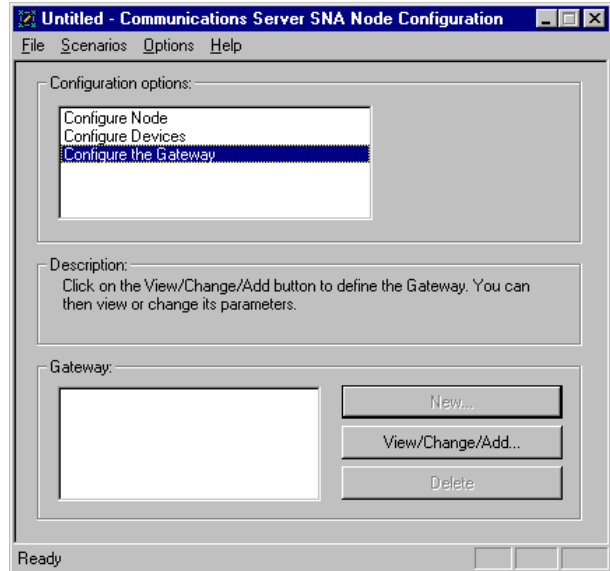 Untitled - Communications Server SNA Node Configuration
File Scenarios Options Help
Configuration options:
Configure Node
Configure Devices
Configure the Gateway
Description:
Click on the View/Change/Add button to define the Gateway. You can
then view or change its parameters.
Gateway:
New...
View/Change/Add...
Delete
Ready